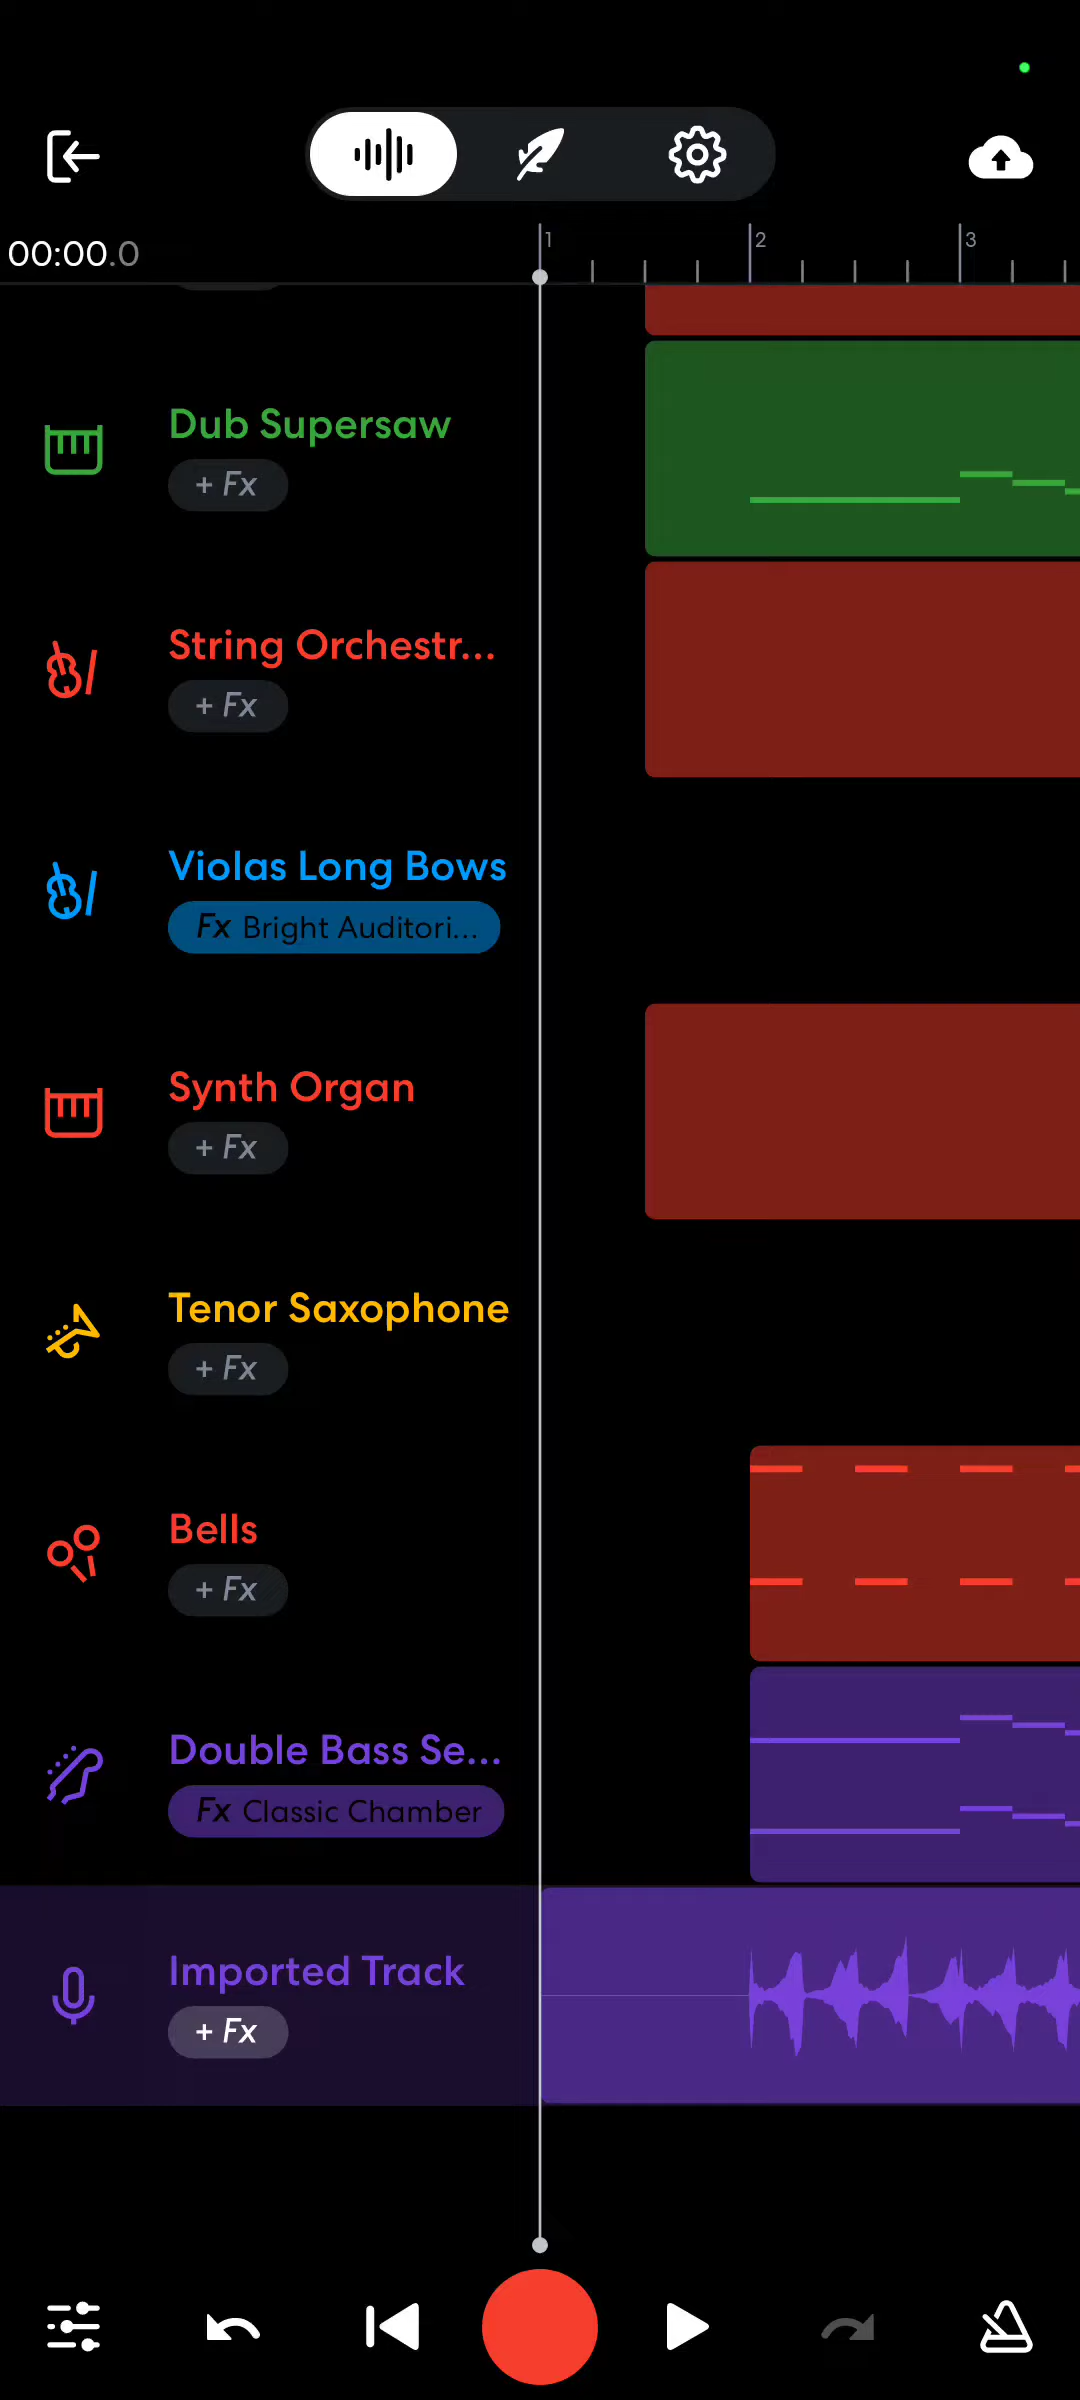 1 2 3
00:00.0
Dub Supersaw
+ Fx
String Orchestr...
+ Fx
Violas Long Bows
Fx Bright Auditori...
Synth Organ
+ Fx
Tenor Saxophone
+ Fx
Bells
+ Fx
Double Bass Se...
Fx Classic Chamber
Imported Track
+ Fx